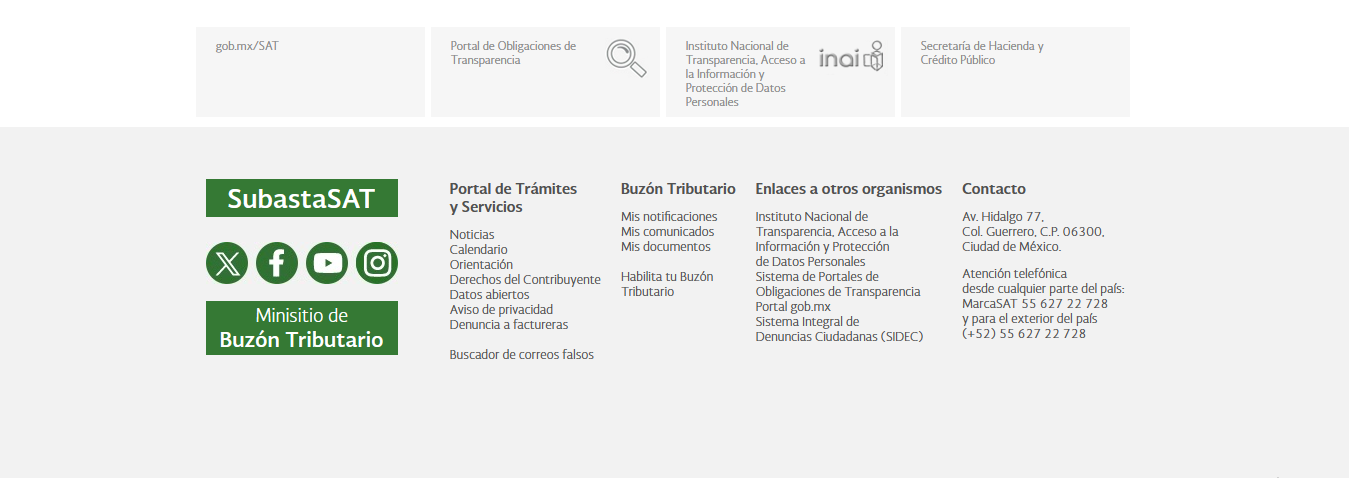 gob.mx/SAT
Portal de Obligaciones de
Transparencia
Instituto Nacional de
Transparencia, Acceso a
la Información y
Protección de Datos
Personales
inai
Secretaría de Hacienda y
Crédito Público
SubastaSAT
Minisitio de
Buzón Tributario
Portal de Trámites
y Servicios
Noticias
Calendario
Orientación
Derechos del Contribuyente
Datos abiertos
Aviso de privacidad
Denuncia a factureras
Buscador de correos falsos
Buzón Tributario
Mis notificaciones
Mis comunicados
Mis documentos
Habilita tu Buzón
Tributario
Enlaces a otros organismos
Instituto Nacional de
Transparencia, Acceso a la
Información y Protección
de Datos Personales
Sistema de Portales de
Obligaciones de Transparencia
Portal gob.mx
Sistema Integral de
Denuncias Ciudadanas (SIDEC)
Contacto
Av. Hidalgo 77,
Col. Guerrero, C.P. 06300,
Ciudad de México.
Atención telefónica
desde cualquier parte del país:
MarcaSAT 55 627 22 728
y para el exterior del país
(+52) 55 627 22 728